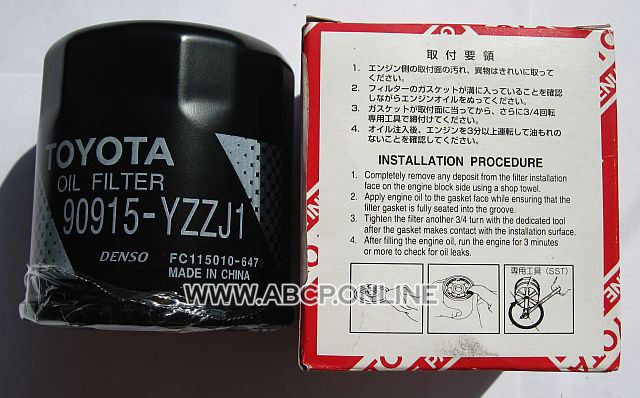 TOYOTA
OIL FILTER
90915-YZZJ1
DENSO
FC115010-647
MADE IN CHINA
取付要領
1. エンジン側の取付面の汚れ、異物はきれいに取って
ください。
2. フィルターのガスケットが溝に入っていることを確認
しながらエンジンオイルをぬってください。
3. ガスケットが取付面に当ってから、さらに3/4回転
専用工具で締付けてください。
4. オイル注入後、エンジンを3分以上運転して油もれの
ないことを確認してください。
INSTALLATION PROCEDURE
1. Completely remove any deposit from the filter installation
face on the engine block side using a shop towel.
2. Apply engine oil to the gasket face while ensuring that the
filter gasket is fully seated into the groove.
3. Tighten the filter another 3/4 turn with the dedicated tool
after the gasket makes contact with the installation surface.
4. After filling the engine oil, run the engine for 3 minutes
or more to check for oil leaks.
専用工具(SST)
WWW.ABCP.ONLINE